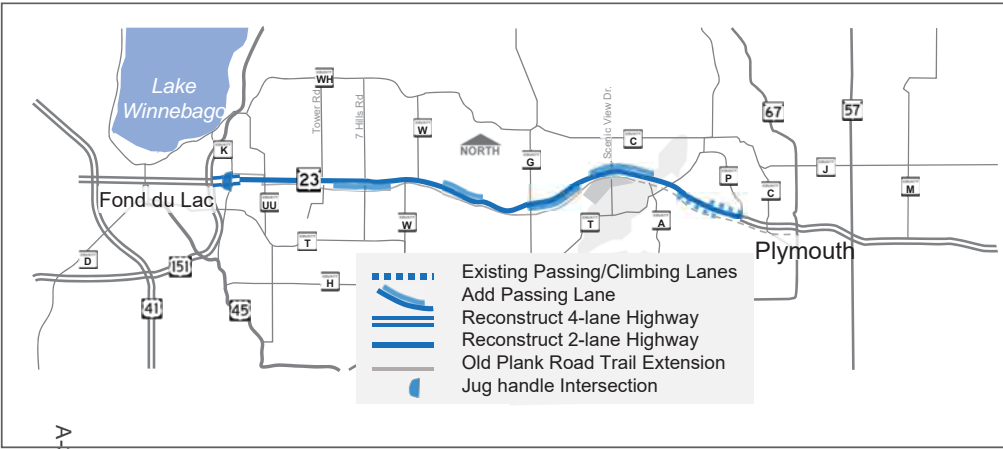 Lake
Winnebago
WH
Tower Rd
7 Hills Rd
W
NORTH
Scenic View Dr.
C
67
57
K
G
J
P
C
M
23
Fond du Lac
UU
W
T
A
T
Plymouth
D
151
H
41
45
Existing Passing/Climbing Lanes
Add Passing Lane
Reconstruct 4-lane Highway
Reconstruct 2-lane Highway
Old Plank Road Trail Extension
Jug handle Intersection